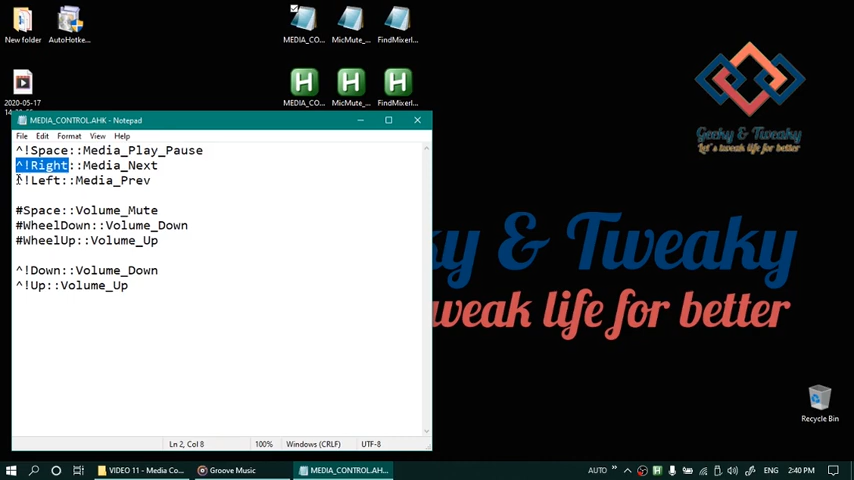 New folder
AutoHotke...
MEDIA_CO...
MicMute_...
FindMixerI...
2020-05-17
MEDIA_CO...
MicMute_...
FindMixerI...
MEDIA_CONTROL.AHK - Notepad
File Edit Format View Help
^!Space::Media_Play_Pause
^!Right::Media_Next
^!Left::Media_Prev
#Space::Volume_Mute
#WheelDown::Volume_Down
#WheelUp::Volume_Up
^!Down::Volume_Down
^!Up::Volume_Up
Ln 2, Col 8 100% Windows (CRLF) UTF-8
Geeky & Tweaky
Let's tweak life for better
ky & Tweaky
weak life for better
Recycle Bin
VIDEO 11 - Media Co...
Groove Music
MEDIA_CONTROL.AH...
AUTO
ENG
2:40 PM